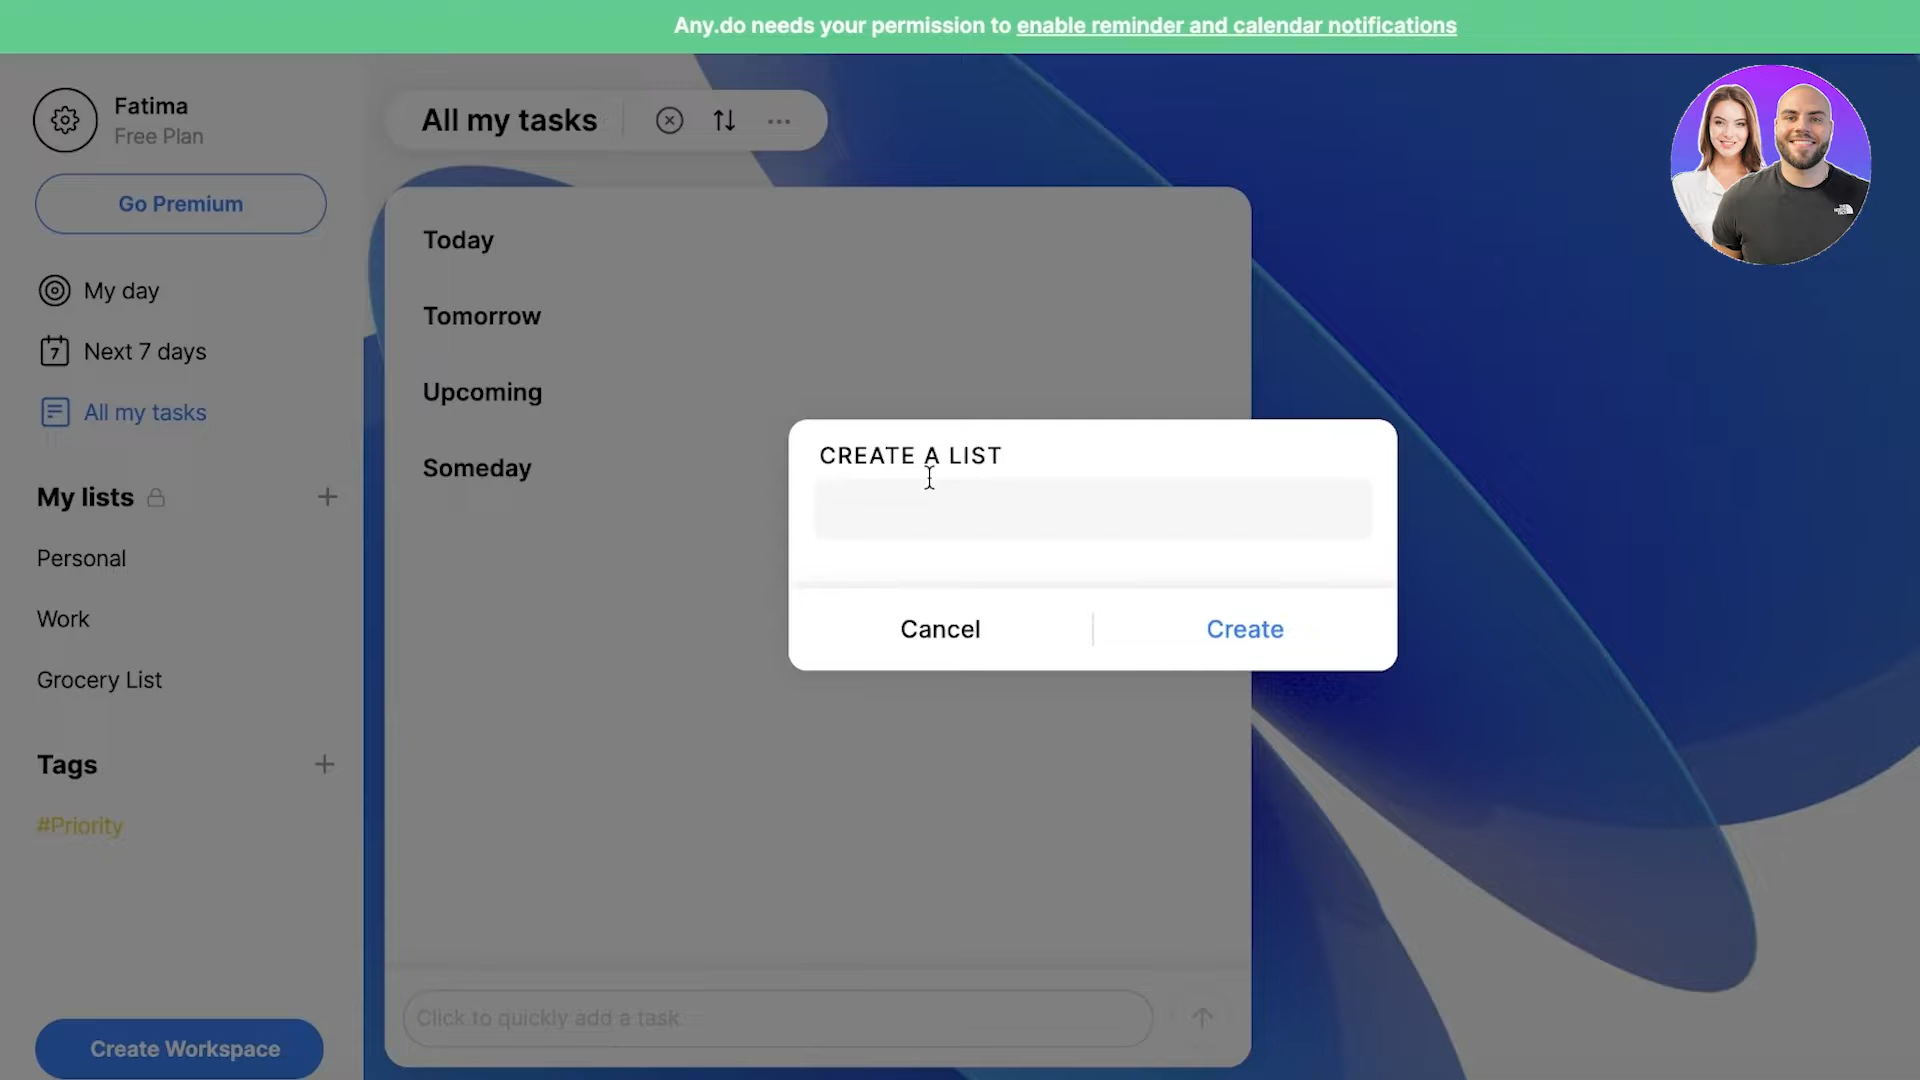 Any.do needs your permission to enable reminder and calendar notifications
Fatima
Free Plan
Go Premium
My day
7 Next 7 days
All my tasks
My lists
Personal
Work
Grocery List
Tags
#Priority
Create Workspace
All my tasks
Today
Tomorrow
Upcoming
Someday
Click to quickly add a task
CREATE A LIST
Cancel
Create